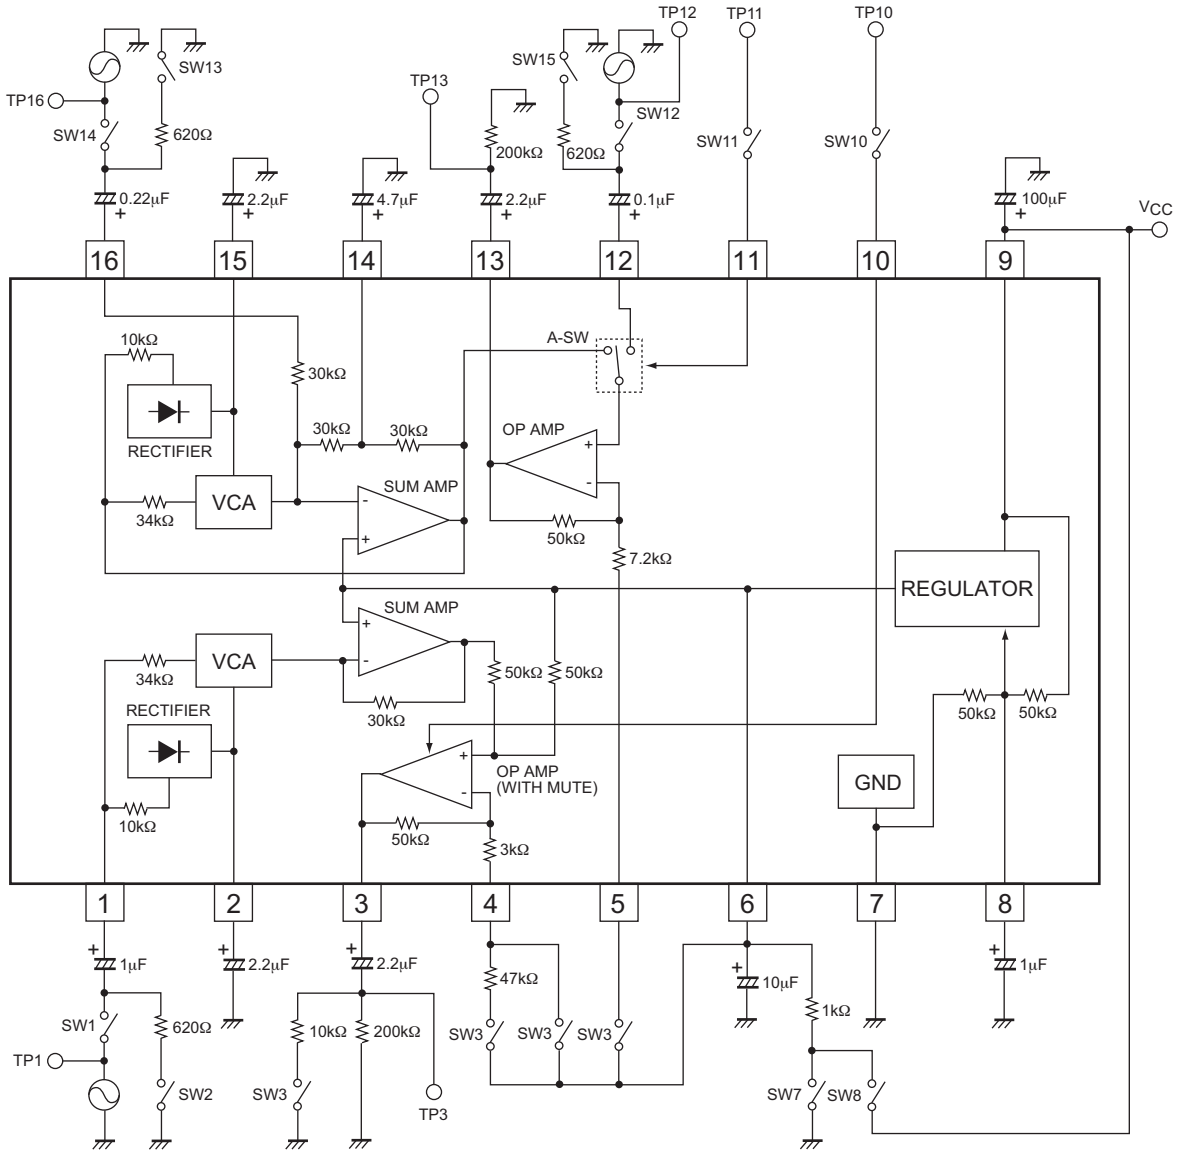 TP12
TP11
TP10
SW13
SW15
TP13
TP16
SW12
SW14
620Ω
200kΩ
620Ω
SW11
SW10
0.22µF
+
2.2µF
+
4.7µF
+
2.2µF
+
0.1µF
+
100µF
+
VCC
16
15
14
13
12
11
10
9
10kΩ
A-SW
30kΩ
RECTIFIER
30kΩ
30kΩ
OP AMP
+
-
VCA
34kΩ
SUM AMP
-
+
50kΩ
7.2kΩ
REGULATOR
SUM AMP
+
-
VCA
34kΩ
50kΩ
50kΩ
30kΩ
50kΩ
50kΩ
RECTIFIER
10kΩ
+
-
OP AMP
(WITH MUTE)
GND
50kΩ
3kΩ
1
2
3
4
5
6
7
8
+
1µF
+
2.2µF
+
2.2µF
47kΩ
+
10µF
+
1µF
1kΩ
SW1
620Ω
10kΩ
200kΩ
SW3
SW3
SW3
TP1
SW2
SW3
TP3
SW7
SW8